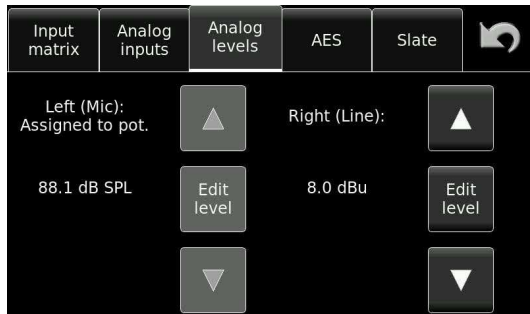 Input
matrix
Analog
inputs
Analog
levels
AES
Slate
Left (Mic):
Assigned to pot.
Right (Line):
88.1 dB SPL
Edit
level
8.0 dBu
Edit
level